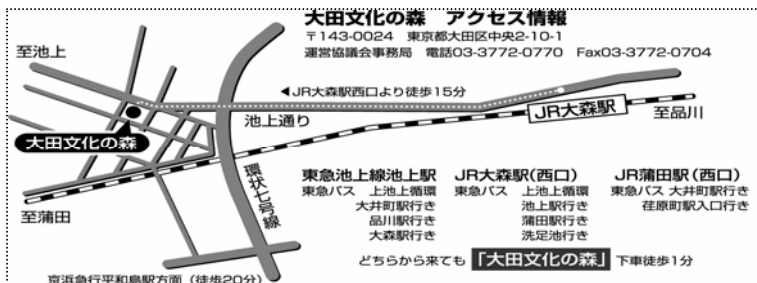 大田文化の森 アクセス情報
〒143-0024 東京都大田区中央2-10-1
運営協議会事務局 電話03-3772-0770 Fax03-3772-0704
至池上
◀JR大森駅西口より徒歩15分
JR大森駅
至品川
池上通り
大田文化の森
環状七号線
至蒲田
東急池上線池上駅
東急バス 上池上循環
大井町駅行き
品川駅行き
大森駅行き
JR大森駅(西口)
東急バス 上池上循環
池上駅行き
蒲田駅行き
洗足池行き
JR蒲田駅(西口)
東急バス 大井町駅行き
荏原町駅入口行き
どちらから来ても 「大田文化の森」 下車徒歩1分
京浜急行平和島駅方面(徒歩20分)